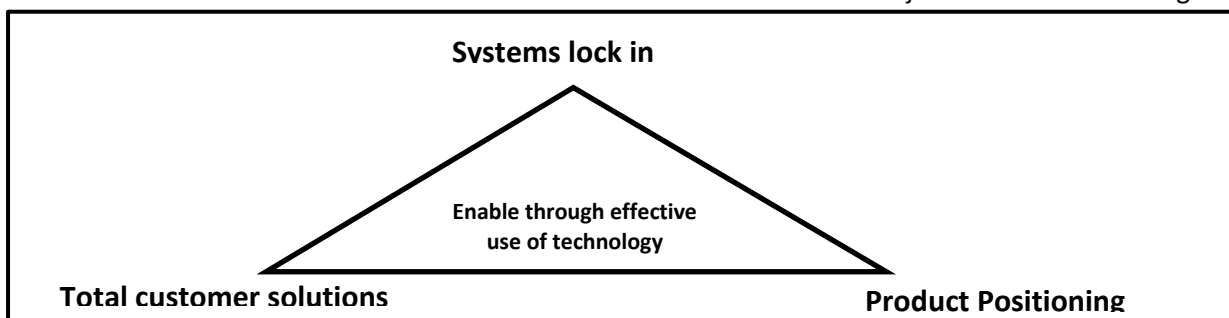 Systems lock in
Enable through effective
use of technology
Total customer solutions
Product Positioning